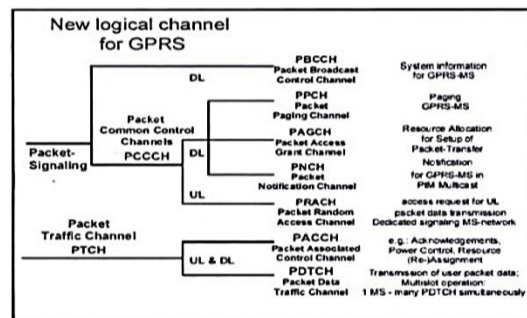 New logical channel
for GPRS
PBCCH
DL
Packet Broadcast
Control Channel
System information
for GPRS-MS
PPCH
Packet
Paging Channel
Paging
GPRS-MS
Packet
Common Control
Channels
PCCCH
Packet-
Signaling
DL
PAGCH
Packet Access
Grant Channel
Resource Allocation
for Setup of
Packet-Transfer
PNCH
Packet
Notification Channel
Notification
for GPRS-MS in
PtM Multicast
UL
PRACH
Packet Random
Access Channel
access request for UL
packet data transmission
Dedicated signaling MS-network
Packet
Traffic Channel
PTCH
UL & DL
PACCH
Packet Associated
Control Channel
e.g.: Acknowledgements,
Power Control, Resource
(Re-)Assignment
PDTCH
Packet Data
Traffic Channel
Transmission of user packet data;
Multislot operation:
1 MS - many PDTCH simultaneously